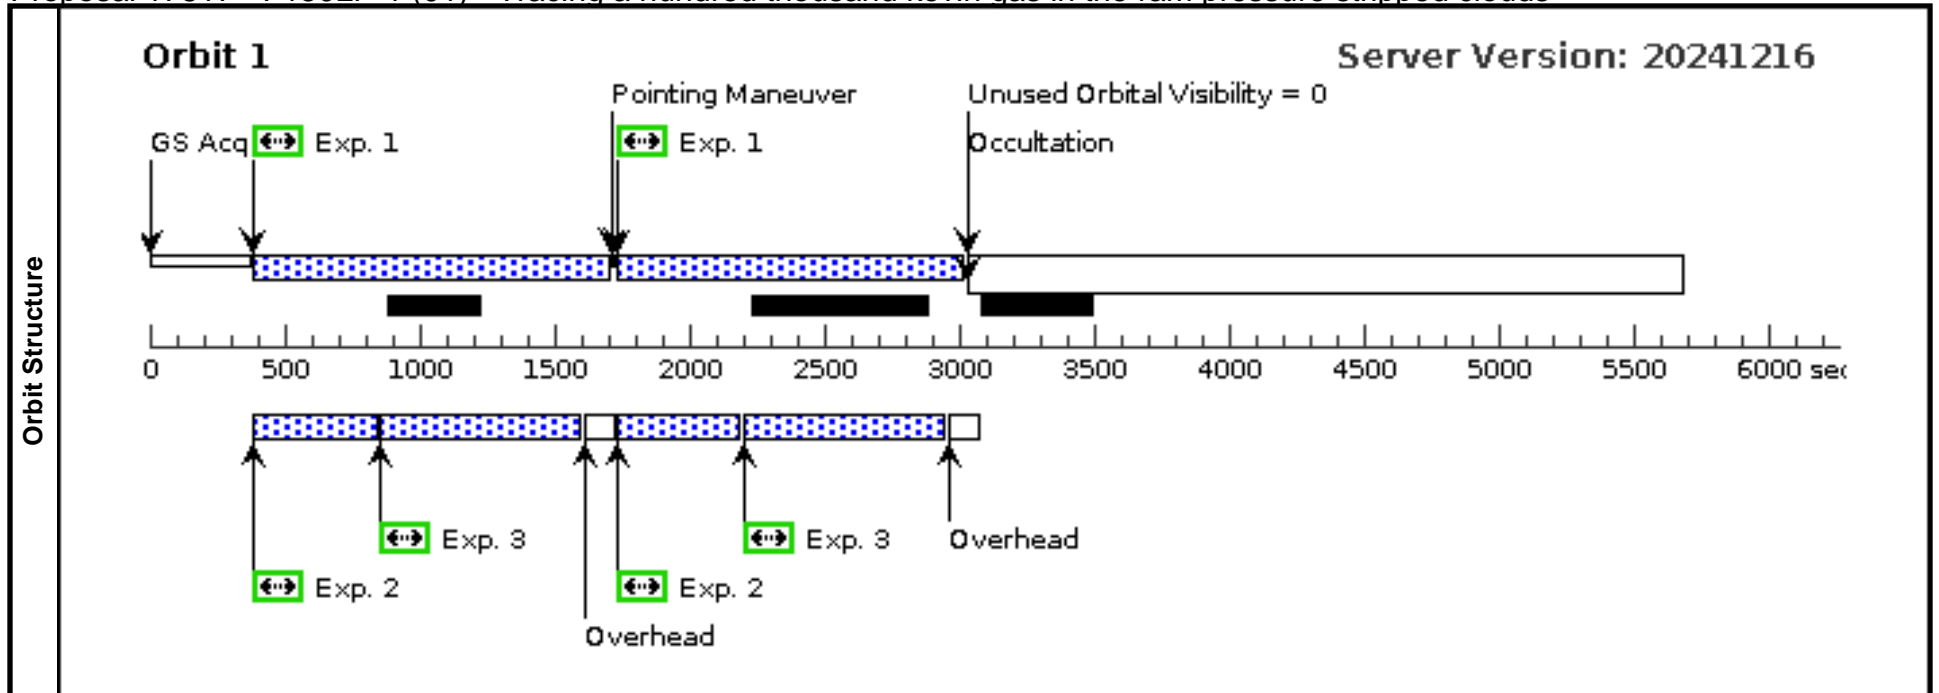 Orbit 1
Server Version: 20241216
Pointing Maneuver
Unused Orbital Visibility = 0
GS Acq
Exp. 1
Exp. 1
Occultation
0 500 1000 1500 2000 2500 3000 3500 4000 4500 5000 5500 6000 sec
Orbit Structure
Exp. 3
Exp. 3
Overhead
Exp. 2
Exp. 2
Overhead